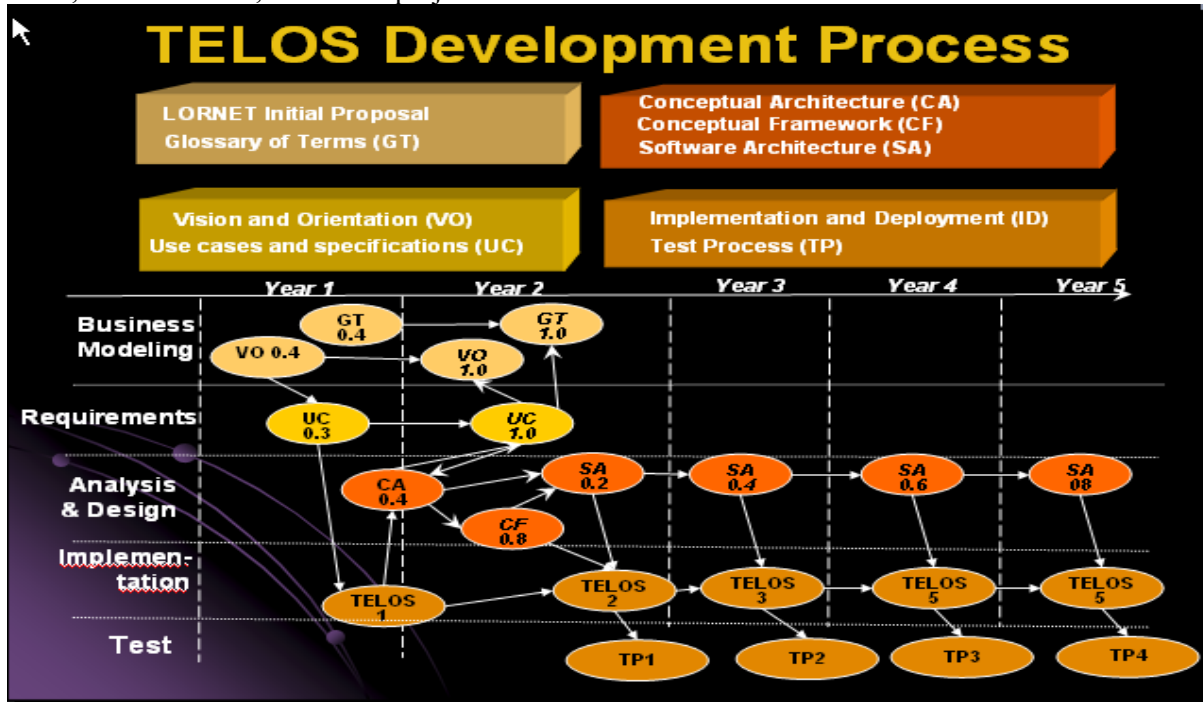 TELOS Development Process
LORNET Initial Proposal
Glossary of Terms (GT)
Conceptual Architecture (CA)
Conceptual Framework (CF)
Software Architecture (SA)
Vision and Orientation (VO)
Use cases and specifications (UC)
Implementation and Deployment (ID)
Test Process (TP)
Year 1
Year 2
Year 3
Year 4
Year 5
Business
Modeling
GT
0.4
GT
1.0
VO 0.4
VO
1.0
Requirements
UC
0.3
UC
1.0
Analysis
& Design
CA
0.4
SA
0.2
SA
0.4
SA
0.6
SA
08
CF
0.8
Implemen-
tation
TELOS
1
TELOS
2
TELOS
3
TELOS
5
TELOS
5
Test
TP1
TP2
TP3
TP4